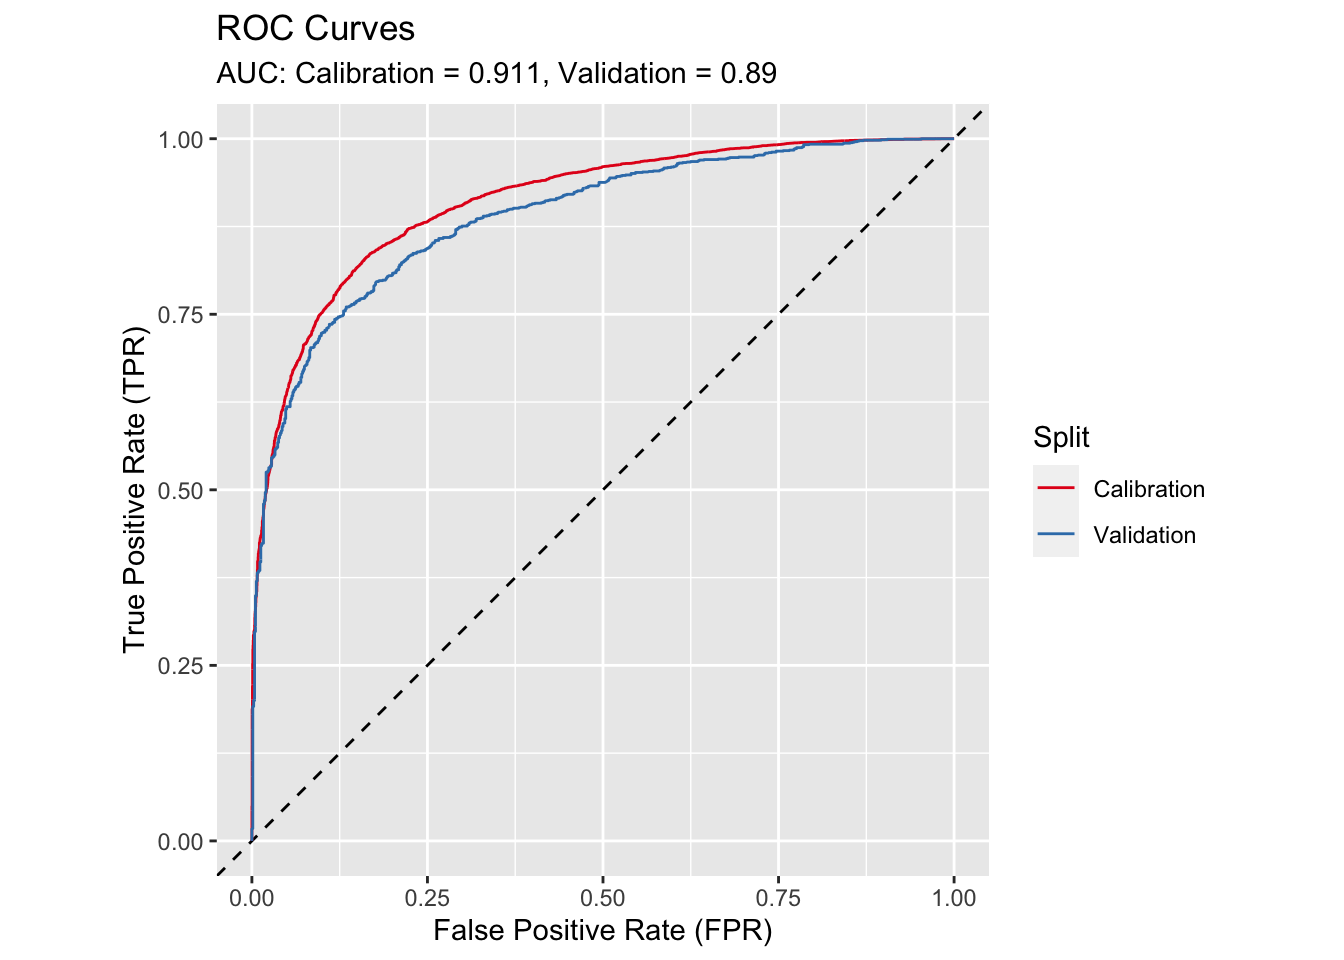 ROC Curves
AUC: Calibration = 0.911, Validation = 0.89
1.00
0.75
0.50
0.25
0.00
True Positive Rate (TPR)
0.00 0.25 0.50 0.75 1.00
False Positive Rate (FPR)
Split
Calibration
Validation